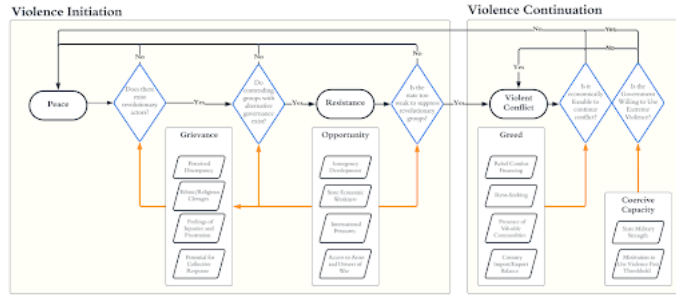 Violence Initiation
Violence Continuation
No
Yes
No
No
No
No
Yes
Peace
Does there
exist
revolutionary
actors?
Yes
Do
controlling
groups with
alternative
governance
exist?
Yes
Resistance
Is the
state too
weak to suppress
revolutionary
groups?
Yes
Violent
Conflict
Is it
economically
feasible to
continue
conflict?
Is the
Government
Willing to Use
Extreme
Violence?
Grievance
Perceived
Discrepancy
Ethnic/Religious
Cleavages
Feelings of
Injustice and
Frustration
Potential for
Collective
Response
Opportunity
Emergency
Development
State Economic
Weakness
International
Pressures
Access to Arms
and Drivers of
War
Greed
Rebel Combat
Financing
Rent-Seeking
Presence of
Valuable
Commodities
Country
Import/Export
Balance
Coercive
Capacity
State Military
Strength
Motivation to
Use Violence Past
Threshold